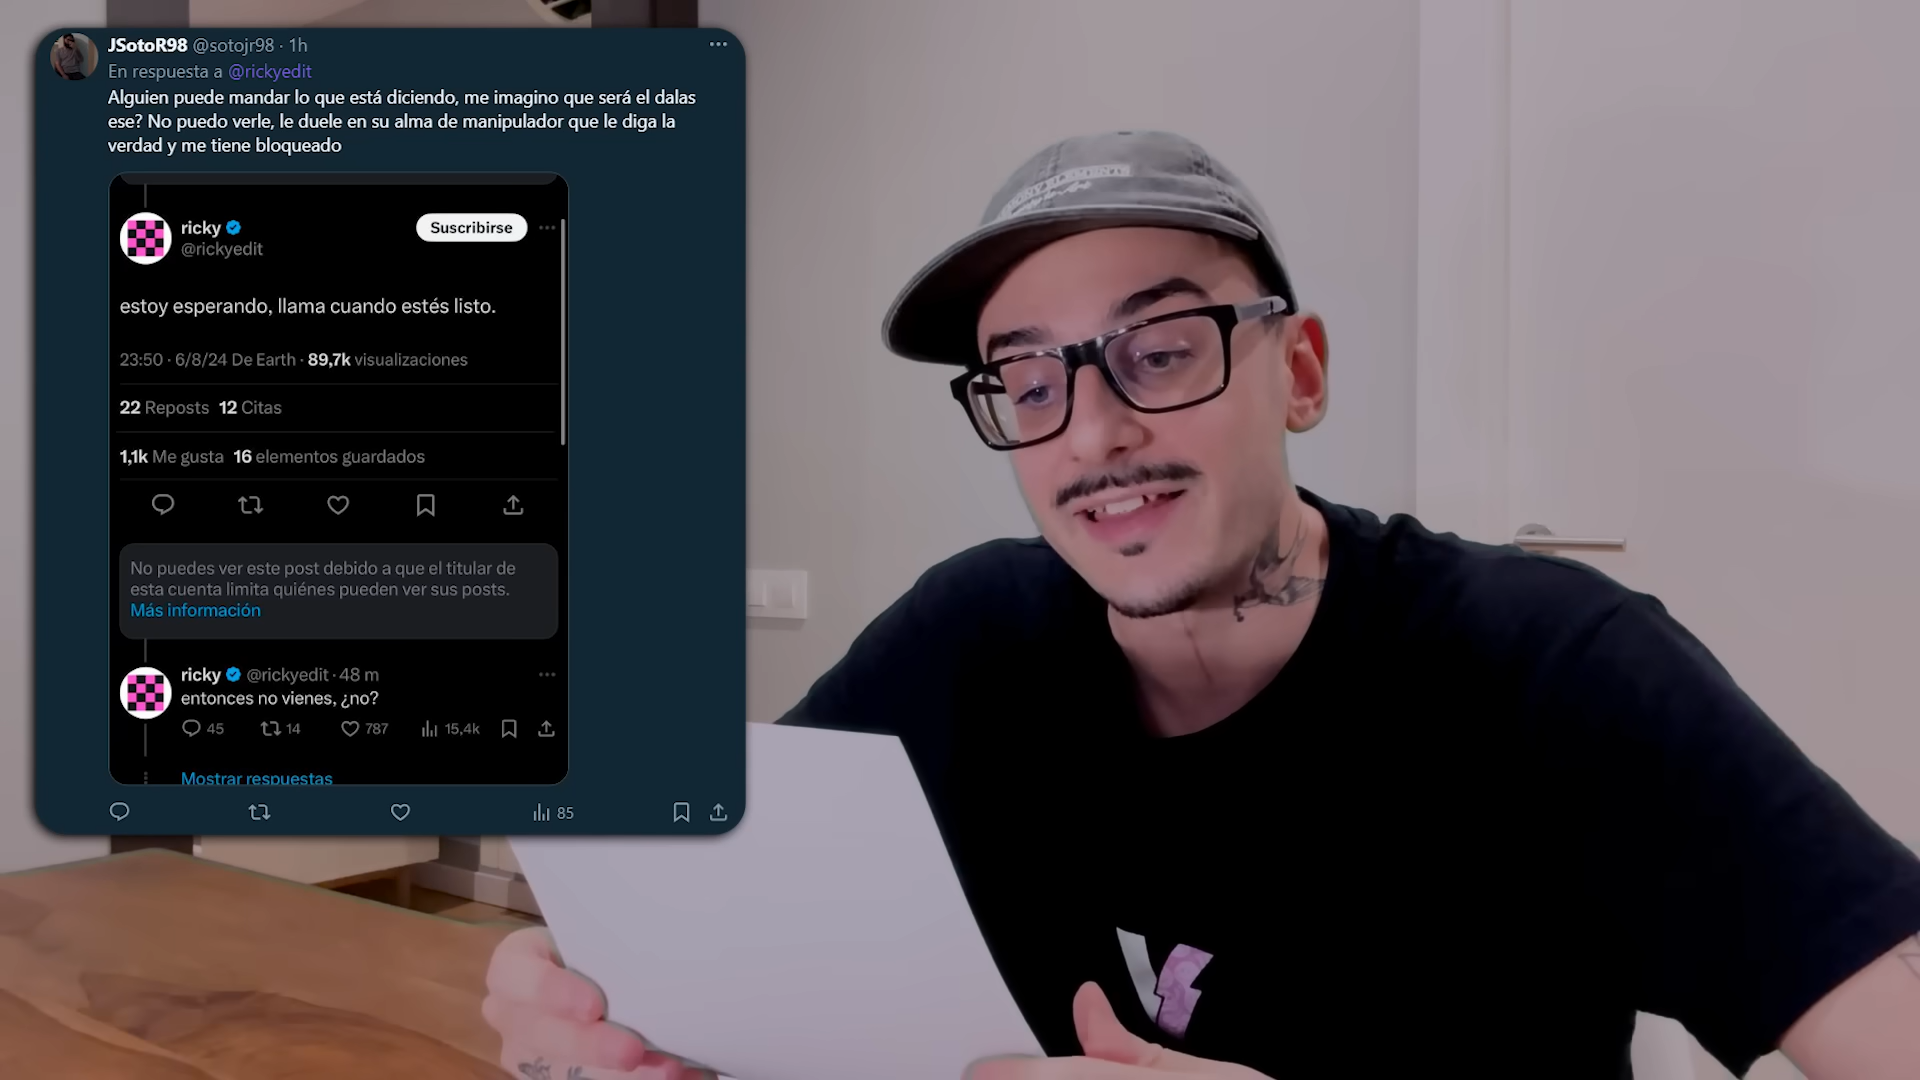 JSotoR98 @sotojr98 · 1h
En respuesta a @rickyedit
Alguien puede mandar lo que está diciendo, me imagino que será el dalas
ese? No puedo verle, le duele en su alma de manipulador que le diga la
verdad y me tiene bloqueado
ricky
Suscribirse
@rickyedit
estoy esperando, llama cuando estés listo.
23:50 · 6/8/24 De Earth · 89,7k visualizaciones
22 Reposts 12 Citas
1,1k Me gusta 16 elementos guardados
No puedes ver este post debido a que el titular de
esta cuenta limita quiénes pueden ver sus posts.
Más información
ricky @rickyedit · 48 m
entonces no vienes, ¿no?
45 14 787 15,4k
Mostrar respuestas
85